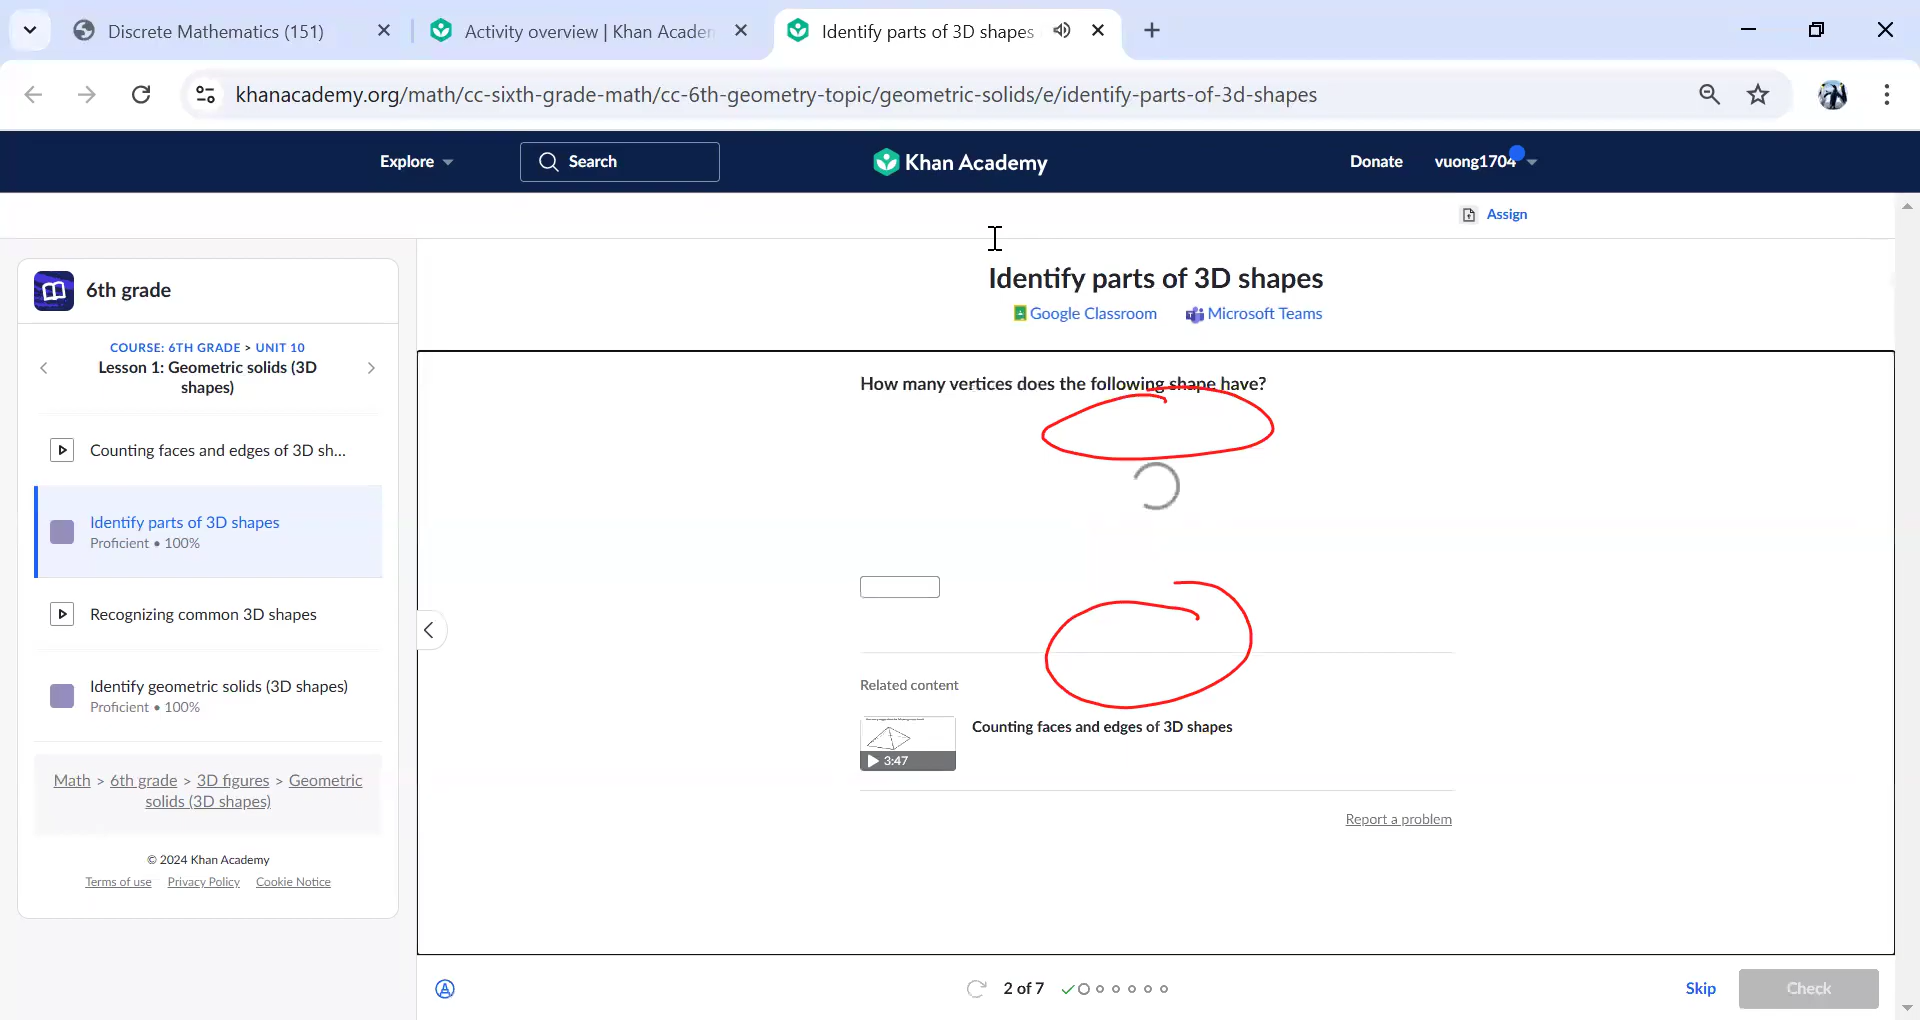 Discrete Mathematics (151)
Activity overview | Khan Academ
Identify parts of 3D shapes
khanacademy.org/math/cc-sixth-grade-math/cc-6th-geometry-topic/geometric-solids/e/identify-parts-of-3d-shapes
Explore
Search
Khan Academy
Donate
vuong1704
Assign
6th grade
COURSE: 6TH GRADE > UNIT 10
Lesson 1: Geometric solids (3D
shapes)
Counting faces and edges of 3D sh...
Identify parts of 3D shapes
Proficient • 100%
Recognizing common 3D shapes
Identify geometric solids (3D shapes)
Proficient • 100%
Math > 6th grade > 3D figures > Geometric
solids (3D shapes)
© 2024 Khan Academy
Terms of use Privacy Policy Cookie Notice
Identify parts of 3D shapes
Google Classroom Microsoft Teams
How many vertices does the following shape have?
Related content
3:47
Counting faces and edges of 3D shapes
Report a problem
2 of 7
Skip
Check